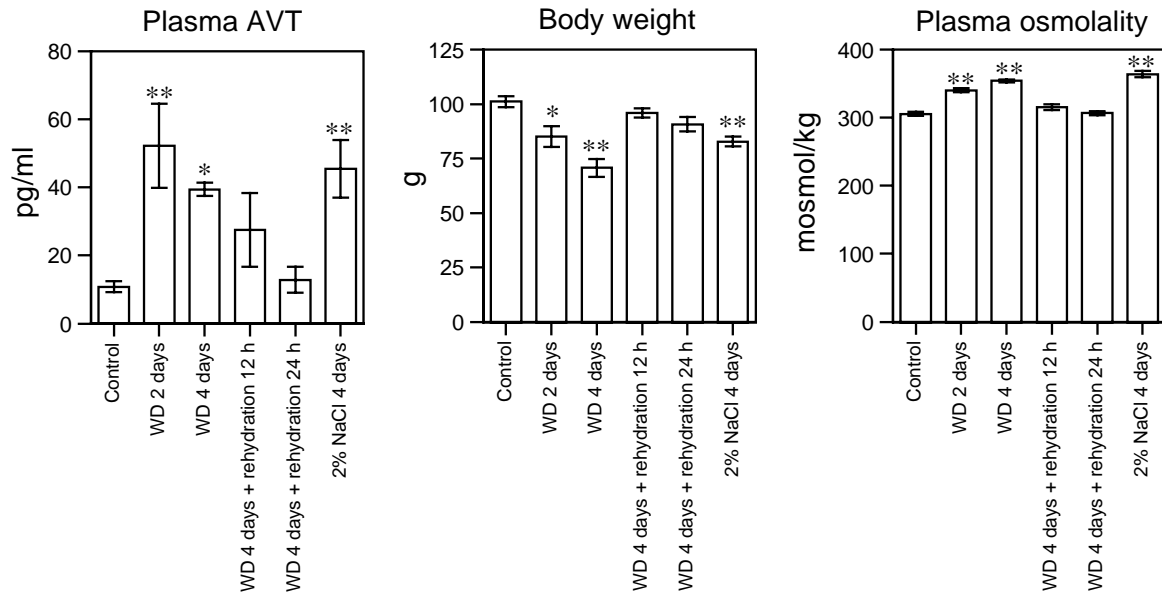 Plasma AVT
pg/ml
80
60
40
20
0
**
*
**
Control
WD 2 days
WD 4 days
WD 4 days + rehydration 12 h
WD 4 days + rehydration 24 h
2% NaCl 4 days
Body weight
g
125
100
75
50
25
0
*
**
**
Control
WD 2 days
WD 4 days
WD 4 days + rehydration 12 h
WD 4 days + rehydration 24 h
2% NaCl 4 days
Plasma osmolality
mosmol/kg
400
300
200
100
0
**
**
**
Control
WD 2 days
WD 4 days
WD 4 days + rehydration 12 h
WD 4 days + rehydration 24 h
2% NaCl 4 days